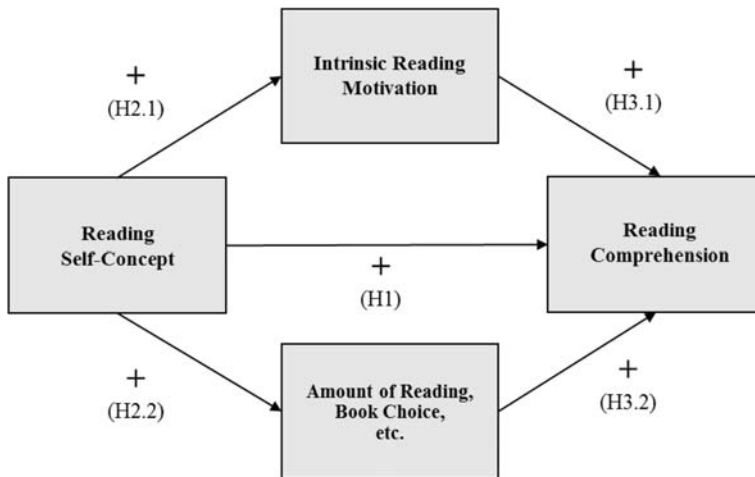 Intrinsic Reading
Motivation
+
(H2.1)
+
(H3.1)
Reading
Self-Concept
Reading
Comprehension
+
(H1)
+
(H2.2)
Amount of Reading,
Book Choice,
etc.
+
(H3.2)